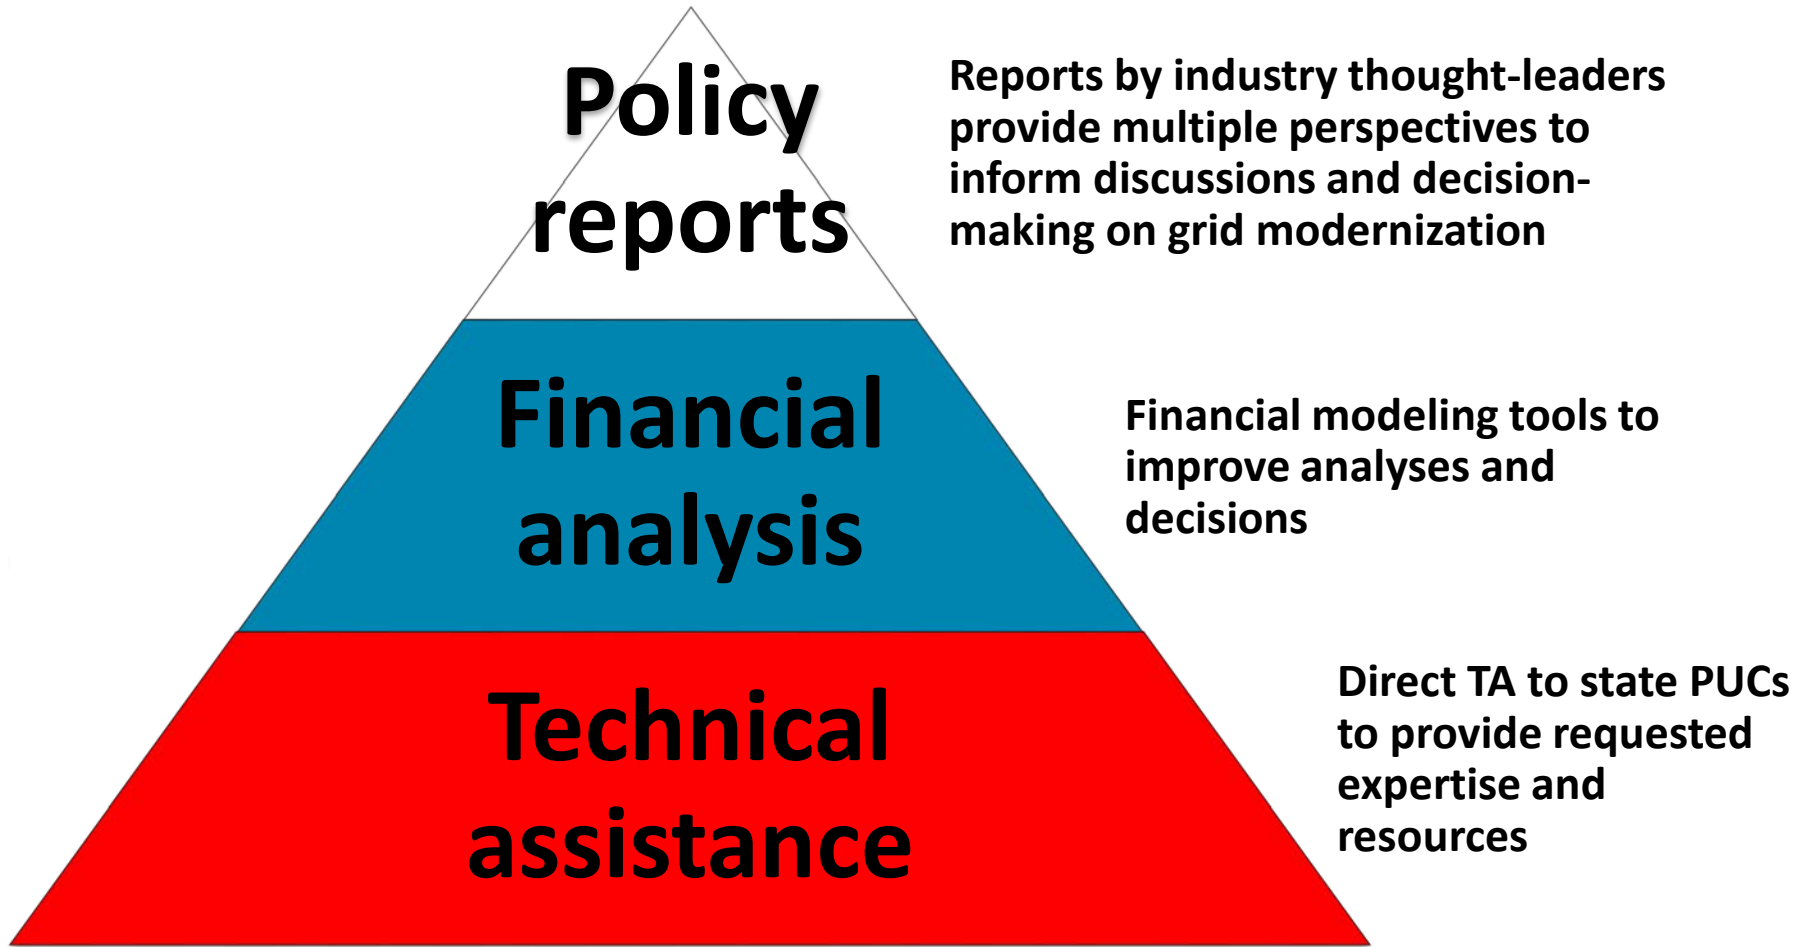 Policy
reports
Reports by industry thought-leaders
provide multiple perspectives to
inform discussions and decision-
making on grid modernization
Financial
analysis
Financial modeling tools to
improve analyses and
decisions
Technical
assistance
Direct TA to state PUCs
to provide requested
expertise and
resources